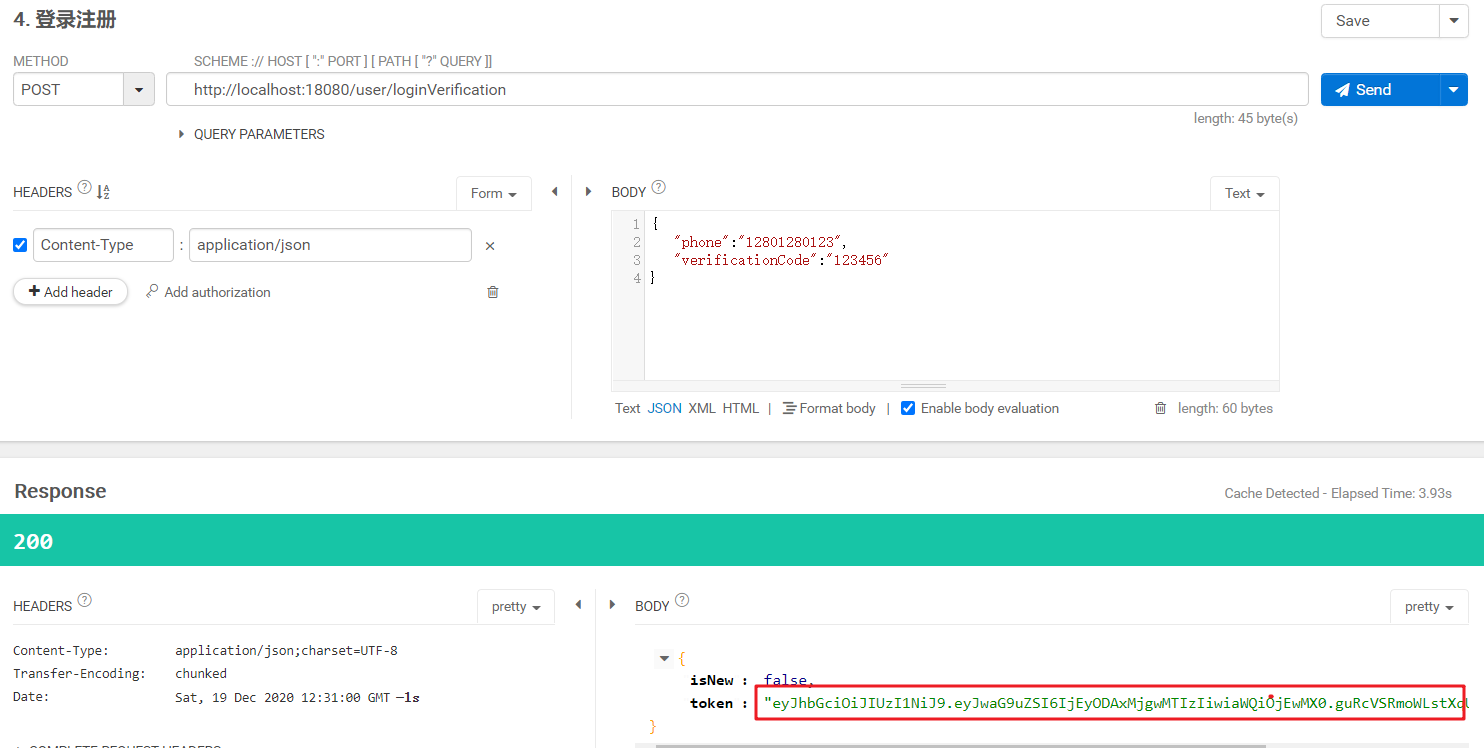 4. 登录注册
Save
METHOD
SCHEME :// HOST [ ":" PORT ] [ PATH [ "?" QUERY ]]
POST
http://localhost:18080/user/loginVerification
Send
length: 45 byte(s)
QUERY PARAMETERS
HEADERS ?
Form
BODY ?
Text
Content-Type : application/json ×
+ Add header
Add authorization
1 {
2 "phone":"12801280123",
3 "verificationCode":"123456"
4 }
Text JSON XML HTML | Format body | Enable body evaluation
length: 60 bytes
Response
Cache Detected - Elapsed Time: 3.93s
200
HEADERS ?
pretty
BODY ?
pretty
Content-Type: application/json;charset=UTF-8
Transfer-Encoding: chunked
Date: Sat, 19 Dec 2020 12:31:00 GMT −1s
{
isNew : false,
token : "eyJhbGciOiJIUzI1NiJ9.eyJwaG9uZSI6IjEyODAxMjgwMTIzIiwiaWQiOjEwMX0.guRcVSRmoWLstXdU
}
COMPLETE REQUEST HEADERS